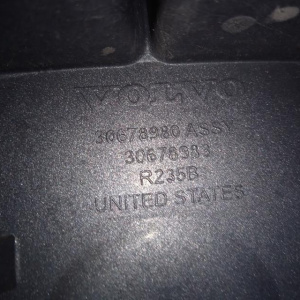 VOLVO
30678980 ASSY
30678383
R235B
UNITED STATES